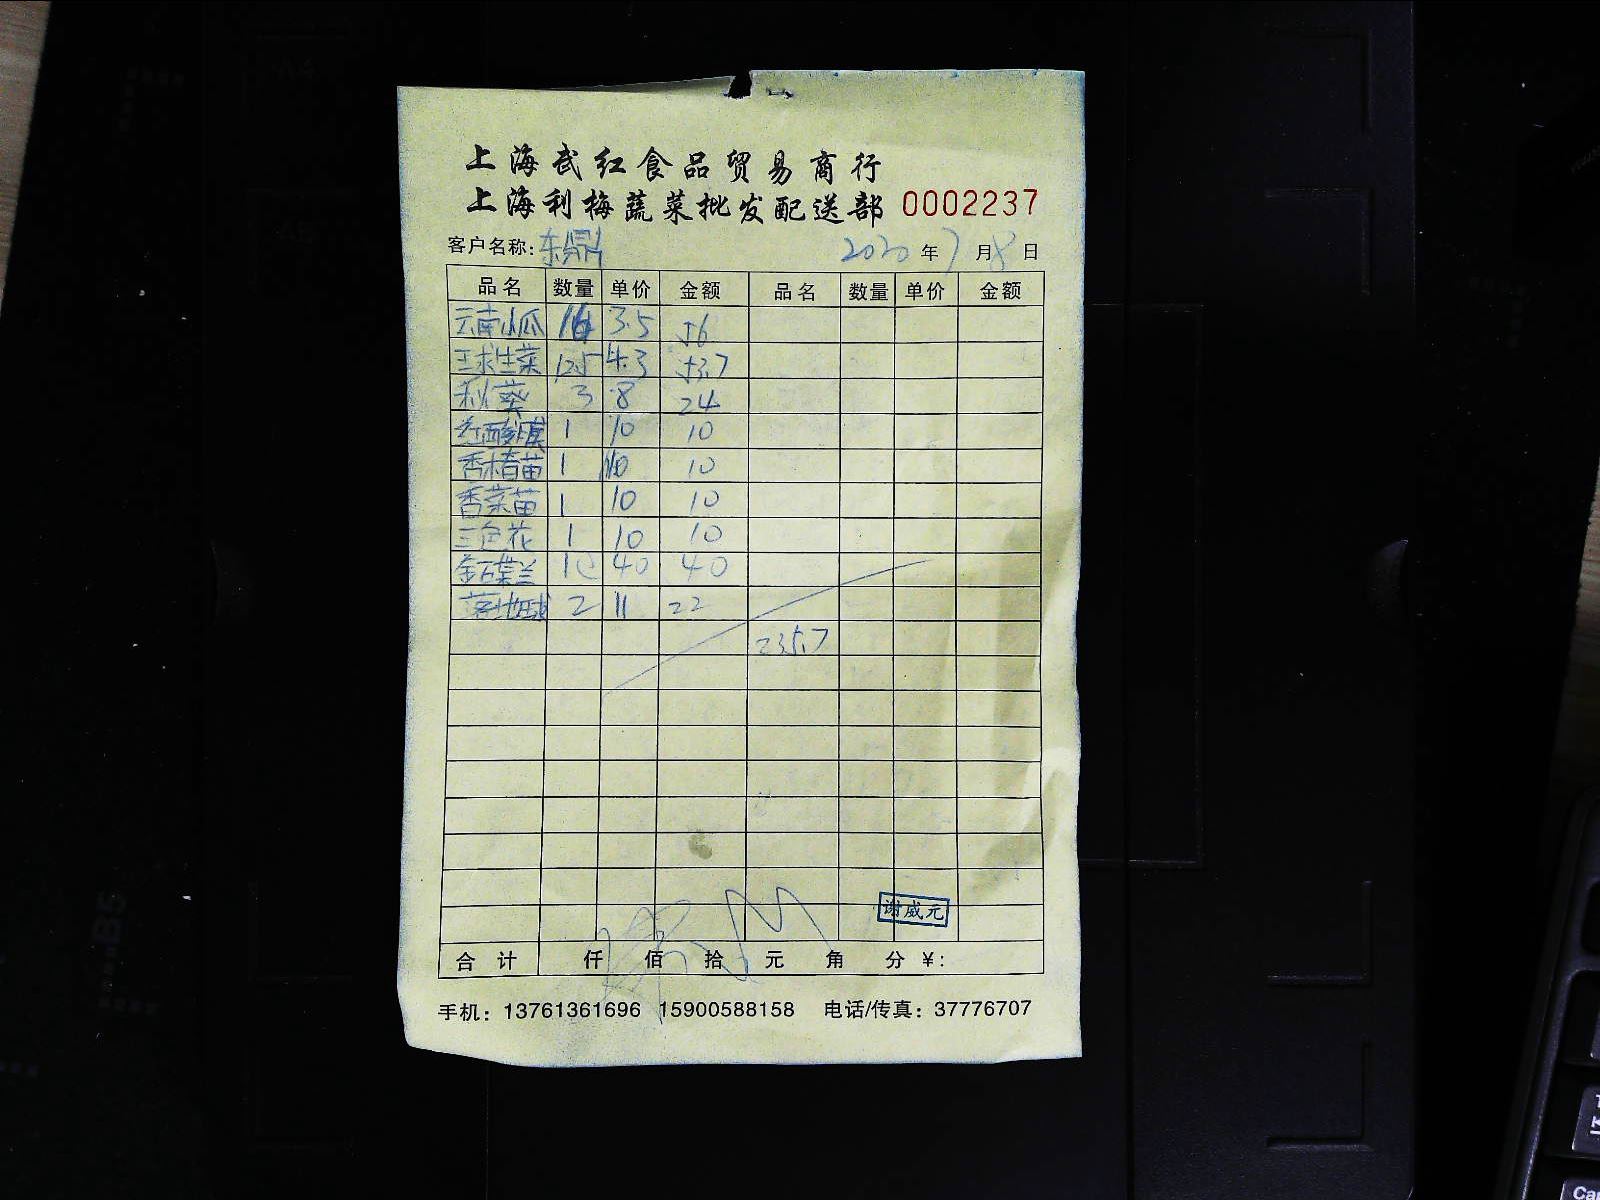 上海武红食品贸易商行
上海利梅蔬菜批发配送部 0002237
客户名称: 东鼎 2020 年 7 月 8 日
品名 数量 单价 金额 品名 数量 单价 金额
云南小瓜 16 3.5 56
球生菜 12.5 4.3 53.7
秋葵 3 8 24
红酸膜 1 10 10
香椿苗 1 10 10
香菜苗 1 10 10
三色花 1 10 10
石斛兰 1 40 40
2 11 22
235.7
谢威元
合计 仟 佰 拾 元 角 分 ¥:
手机: 13761361696 15900588158 电话/传真: 37776707